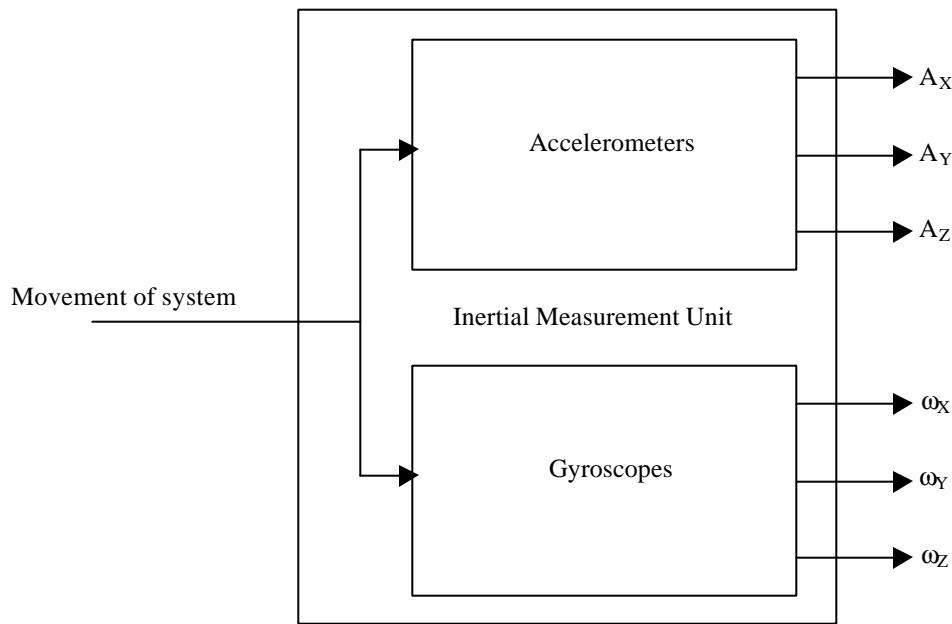 A_X
Accelerometers
A_Y
A_Z
Movement of system
Inertial Measurement Unit
ω_X
Gyroscopes
ω_Y
ω_Z